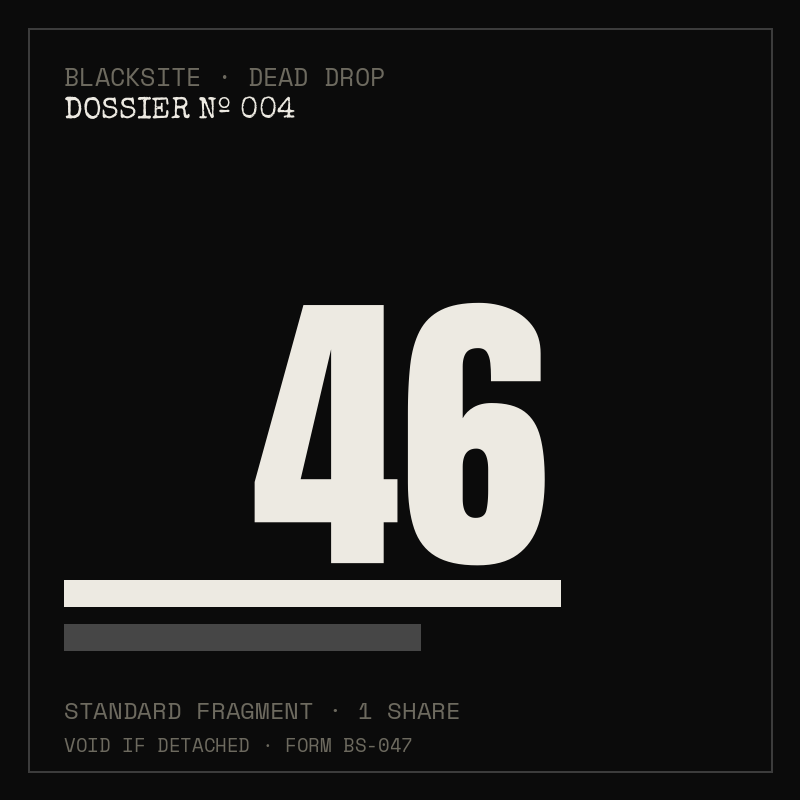 BLACKSITE · DEAD DROP
DOSSIER Nº 004
46
STANDARD FRAGMENT · 1 SHARE
VOID IF DETACHED · FORM BS-047